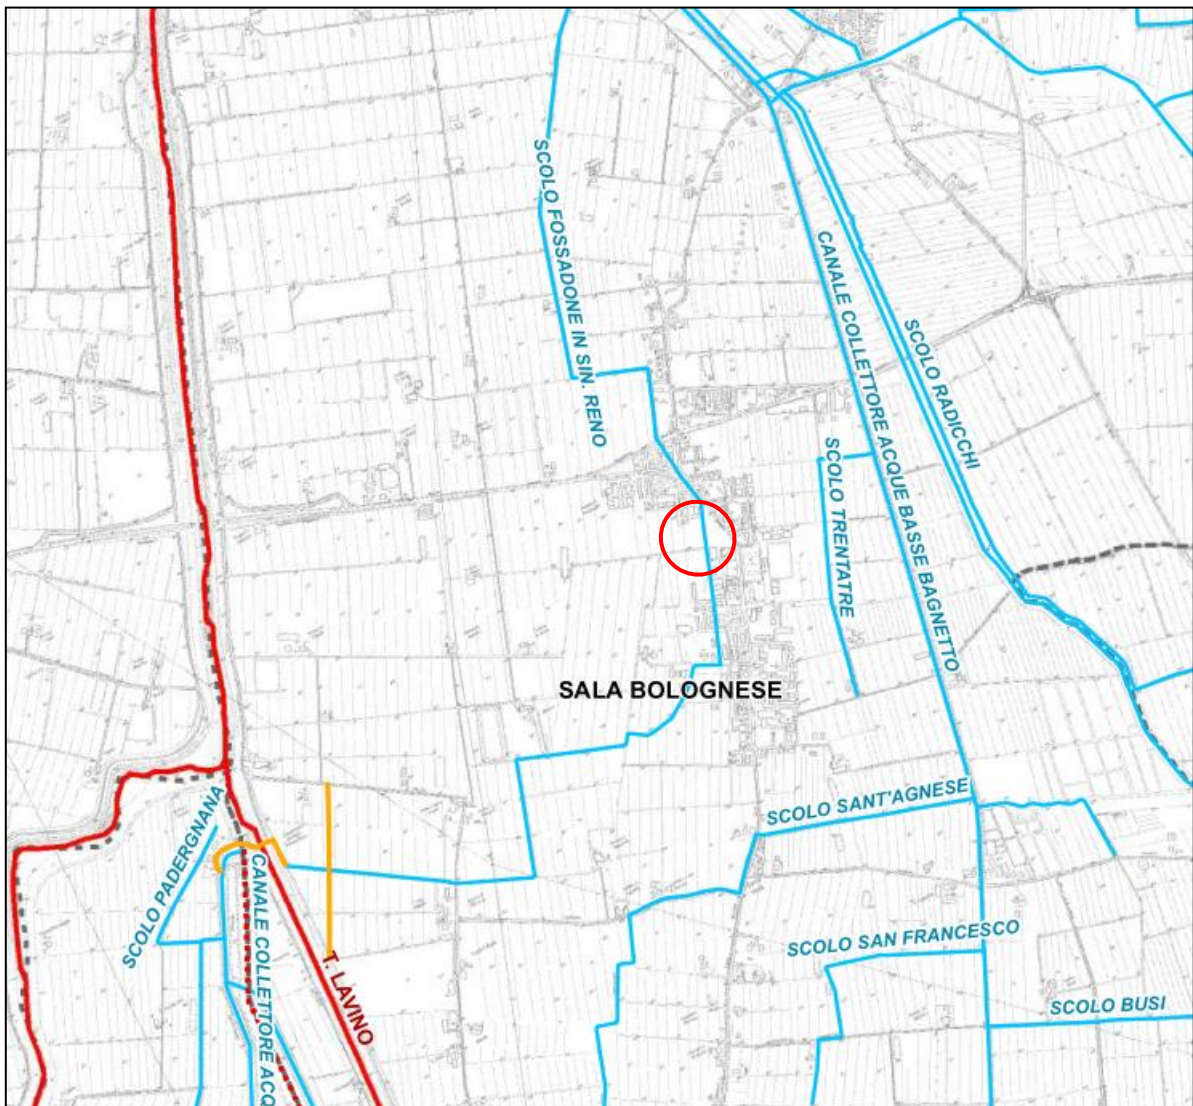 SCOLO FOSSADONE IN SIN. RENO
CANALE COLLETTORE ACQUE BASSE BAGNETTO
SCOLO RADICCHI
SCOLO TRENTATRE
SALA BOLOGNESE
SCOLO SANT'AGNESE
SCOLO PADERGNANA
CANALE COLLETTORE ACQ
T. LAVINO
SCOLO SAN FRANCESCO
SCOLO BUSI